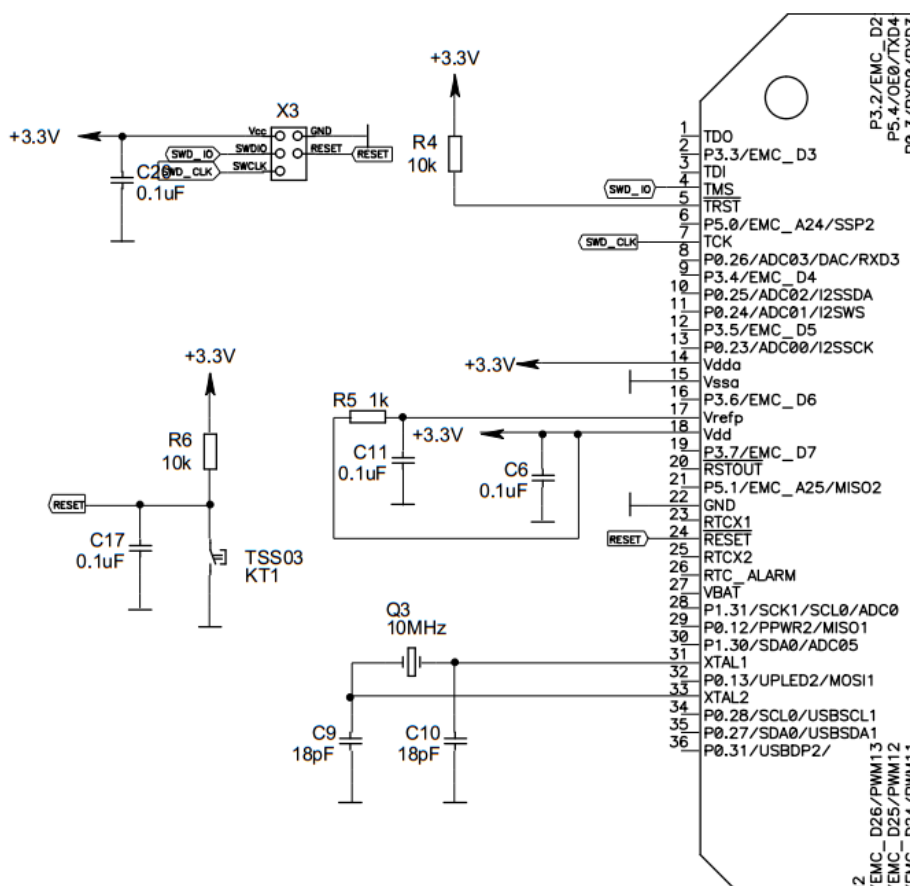 P3.2/EMC_D2
P5.4/OE0/TXD4
+3.3V
X3
+3.3V
Vcc
GND
SWD_IO
SWDIO
RESET
RESET
SWD_CLK
SWCLK
C20
0.1uF
R4
10k
1 TDO
2 P3.3/EMC_D3
3 TDI
SWD_IO
4 TMS
5 TRST
6 P5.0/EMC_A24/SSP2
SWD_CLK
7 TCK
8 P0.26/ADC03/DAC/RXD3
9 P3.4/EMC_D4
10 P0.25/ADC02/I2SSDA
11 P0.24/ADC01/I2SWS
12 P3.5/EMC_D5
13 P0.23/ADC00/I2SSCK
+3.3V
14 Vdda
15 Vssa
16 P3.6/EMC_D6
17 Vrefp
18 Vdd
19 P3.7/EMC_D7
20 RSTOUT
21 P5.1/EMC_A25/MISO2
22 GND
23 RTCX1
RESET
24 RESET
25 RTCX2
26 RTC_ALARM
27 VBAT
28 P1.31/SCK1/SCL0/ADC0
29 P0.12/PPWR2/MISO1
30 P1.30/SDA0/ADC05
31 XTAL1
32 P0.13/UPLED2/MOSI1
33 XTAL2
34 P0.28/SCL0/USBSCL1
35 P0.27/SDA0/USBSDA1
36 P0.31/USBDP2/
+3.3V
R5 1k
+3.3V
C11
0.1uF
C6
0.1uF
R6
10k
RESET
C17
0.1uF
TSS03
KT1
Q3
10MHz
C9
18pF
C10
18pF
2
EMC_D26/PWM13
EMC_D25/PWM12